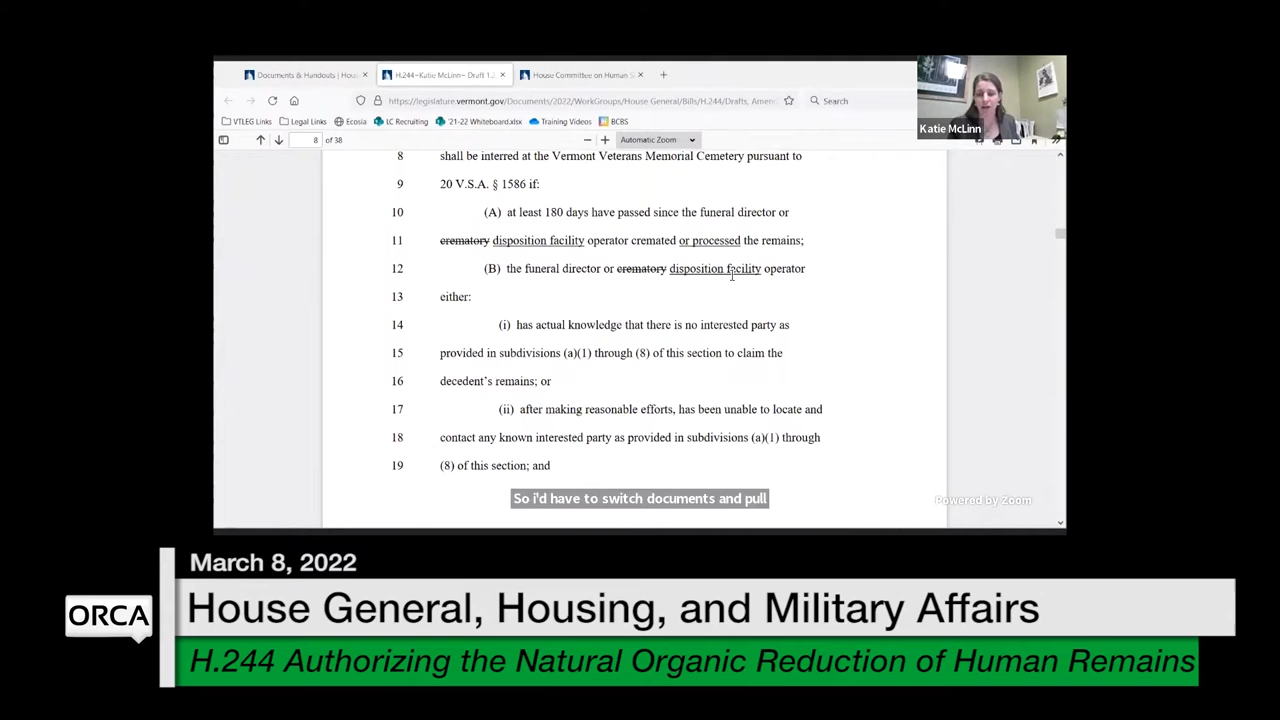 Documents & Handouts | Hous
H.244~Katie McLinn~ Draft 1.
House Committee on Human S
https://legislature.vermont.gov/Documents/2022/WorkGroups/House General/Bills/H.244/Drafts, Amenc
Search
VTLEG Links
Legal Links
Ecosia
LC Recruiting
'21-22 Whiteboard.xlsx
Training Videos
BCBS
Katie McLinn
8 of 38
Automatic Zoom
8 shall be interred at the Vermont Veterans Memorial Cemetery pursuant to
9 20 V.S.A. § 1586 if:
10 (A) at least 180 days have passed since the funeral director or
11 crematory disposition facility operator cremated or processed the remains;
12 (B) the funeral director or crematory disposition facility operator
13 either:
14 (i) has actual knowledge that there is no interested party as
15 provided in subdivisions (a)(1) through (8) of this section to claim the
16 decedent's remains; or
17 (ii) after making reasonable efforts, has been unable to locate and
18 contact any known interested party as provided in subdivisions (a)(1) through
19 (8) of this section; and
So i'd have to switch documents and pull
Powered by Zoom
March 8, 2022
ORCA
House General, Housing, and Military Affairs
H.244 Authorizing the Natural Organic Reduction of Human Remains